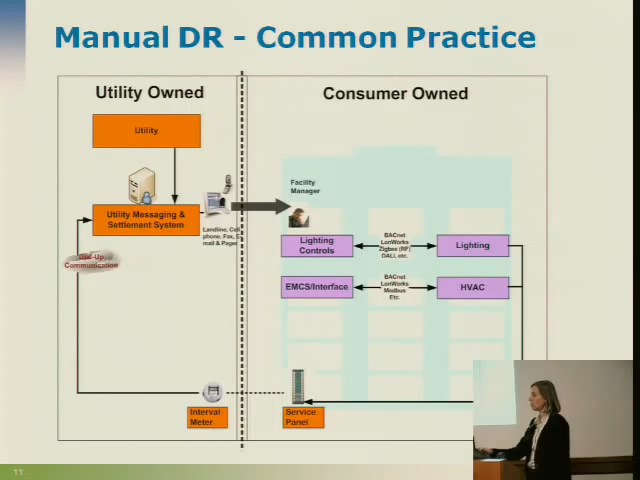 Manual DR - Common Practice
Utility Owned
Consumer Owned
Utility
Facility
Manager
Utility Messaging &
Settlement System
Landline, Cell
phone, Fax, E-
mail & Pager
Lighting
Controls
BACnet
LonWorks
Zigbee (RF)
DALI, etc.
Lighting
Dial-Up
Communication
EMCS/Interface
BACnet
LonWorks
Modbus
Etc.
HVAC
Interval
Meter
Service
Panel
11